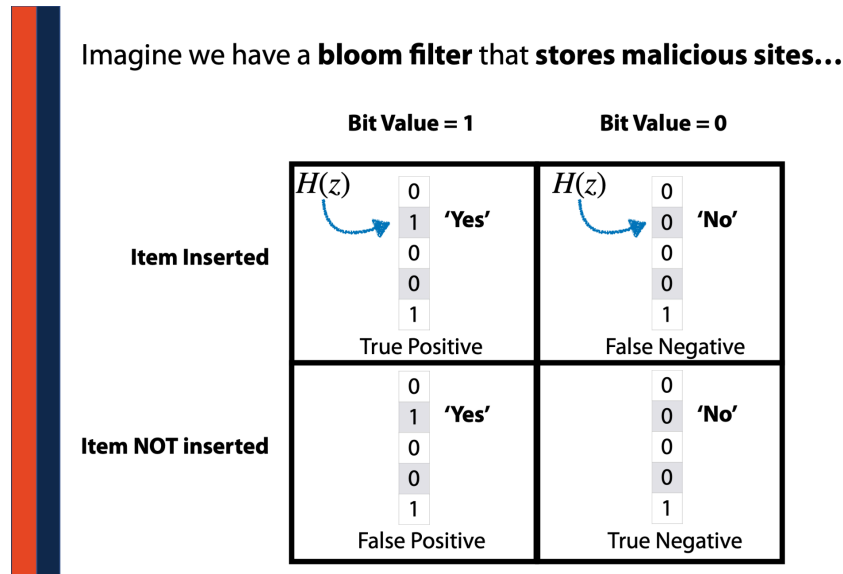 Imagine we have a bloom filter that stores malicious sites...
Bit Value = 1
Bit Value = 0
Item Inserted
H(z)
0
1 'Yes'
0
0
1
True Positive
H(z)
0
0 'No'
0
0
1
False Negative
Item NOT inserted
0
1 'Yes'
0
0
1
False Positive
0
0 'No'
0
0
1
True Negative